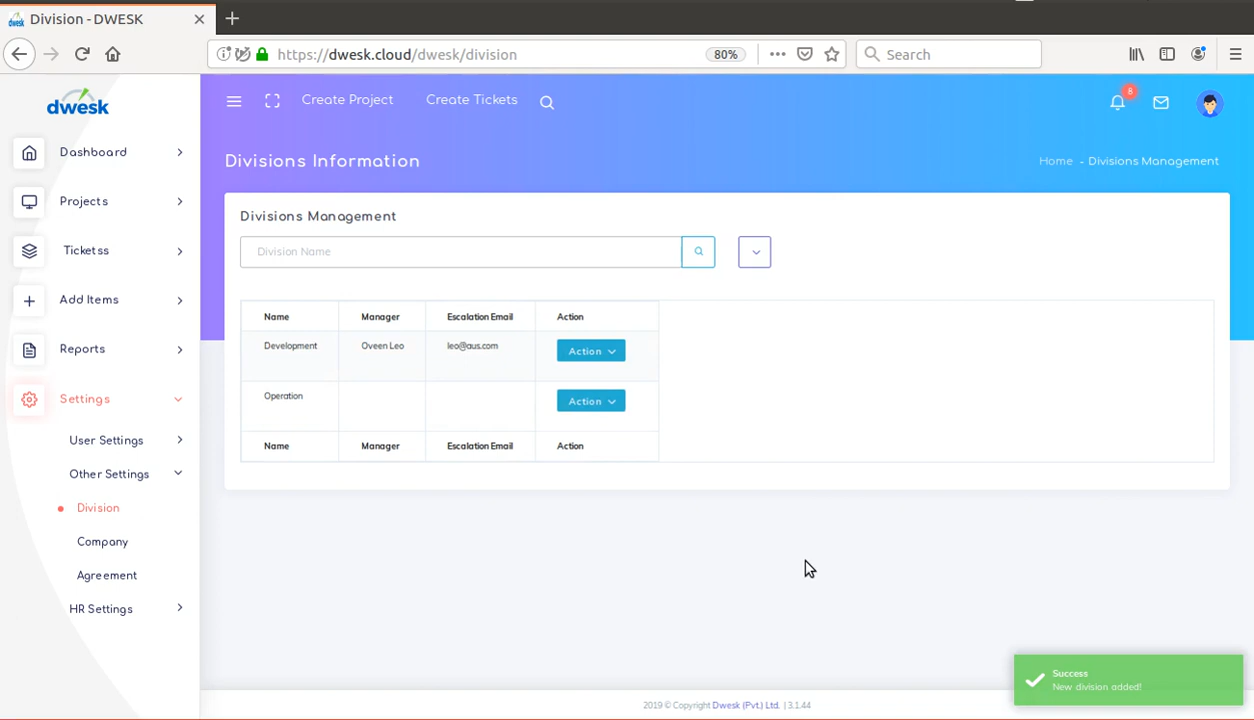 Division - DWESK
https://dwesk.cloud/dwesk/division
80%
Search
dwesk
Create Project
Create Tickets
8
Dashboard
Projects
Ticketss
Add Items
Reports
Settings
User Settings
Other Settings
Division
Company
Agreement
HR Settings
Divisions Information
Home - Divisions Management
Divisions Management
Division Name
Name Manager Escalation Email Action
Development Oveen Leo leo@aus.com Action
Operation Action
Name Manager Escalation Email Action
Success
New division added!
2019 © Copyright Dwesk (Pvt.) Ltd. | 3.1.44